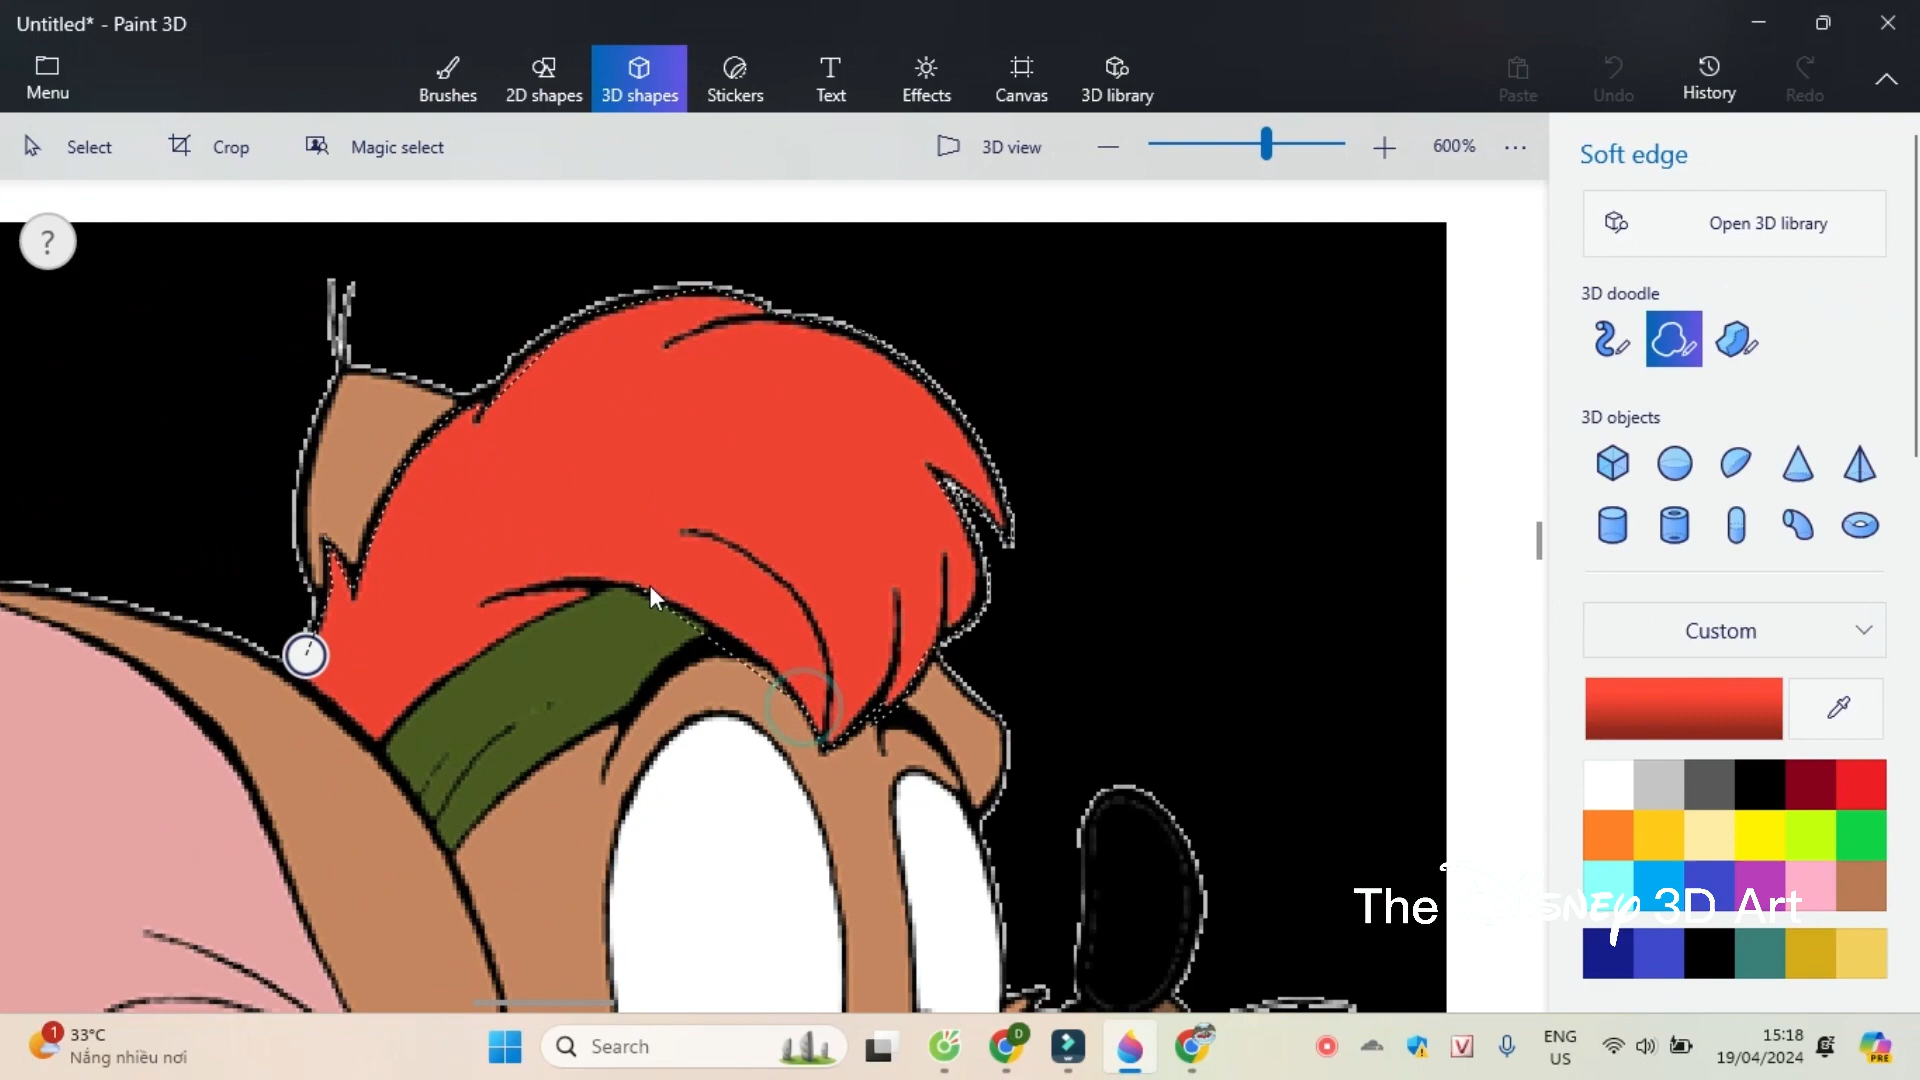 Untitled* - Paint 3D
Menu
Brushes
2D shapes
3D shapes
Stickers
Text
Effects
Canvas
3D library
Paste
Undo
History
Redo
Select
Crop
Magic select
3D view
600%
Soft edge
?
Open 3D library
3D doodle
3D objects
Custom
The Disney 3D Art
1
33°C
Nắng nhiều nơi
Search
D
V
ENG
US
15:18
19/04/2024
PRE